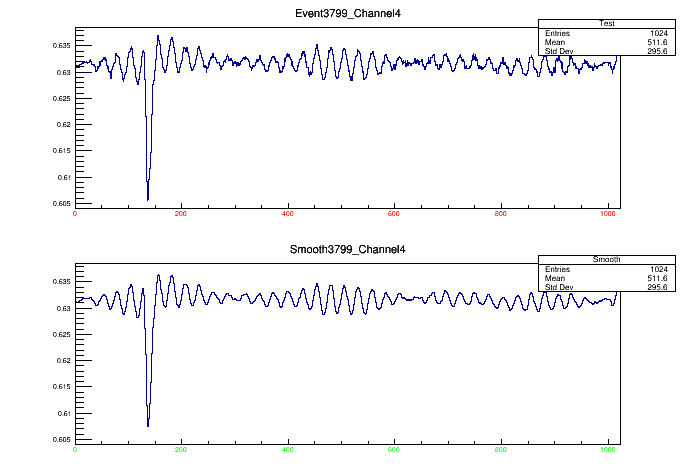 Event3799_Channel4
Test
Entries 1024
Mean 511.6
Std Dev 295.6
0.635
0.63
0.625
0.62
0.615
0.61
0.605
0 200 400 600 800 1000
Smooth3799_Channel4
Smooth
Entries 1024
Mean 511.6
Std Dev 295.6
0.635
0.63
0.625
0.62
0.615
0.61
0.605
0 200 400 600 800 1000